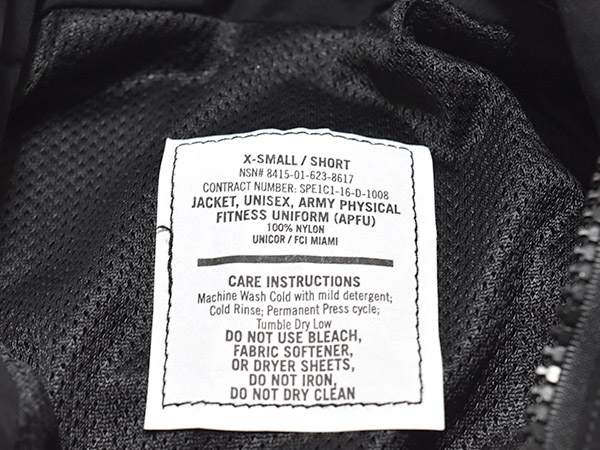 X-SMALL / SHORT
NSN# 8415-01-623-8617
CONTRACT NUMBER: SPE1C1-16-D-1008
JACKET, UNISEX, ARMY PHYSICAL
FITNESS UNIFORM (APFU)
100% NYLON
UNICOR / FCI MIAMI
CARE INSTRUCTIONS
Machine Wash Cold with mild detergent;
Cold Rinse; Permanent Press cycle;
Tumble Dry Low
DO NOT USE BLEACH,
FABRIC SOFTENER,
OR DRYER SHEETS,
DO NOT IRON,
DO NOT DRY CLEAN